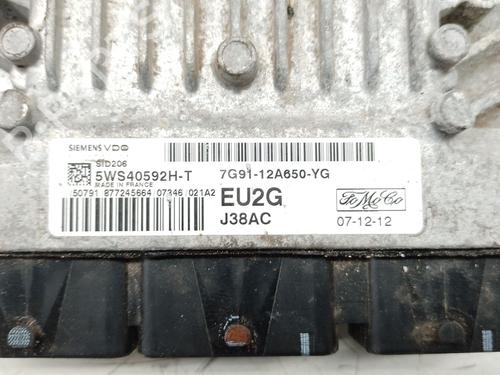 SIEMENS VDO
SID206
5WS40592H-T
MADE IN FRANCE
50791 877245664 07346 021A2
7G91-12A650-YG
EU2G
J38AC
FoMoCo
07-12-12